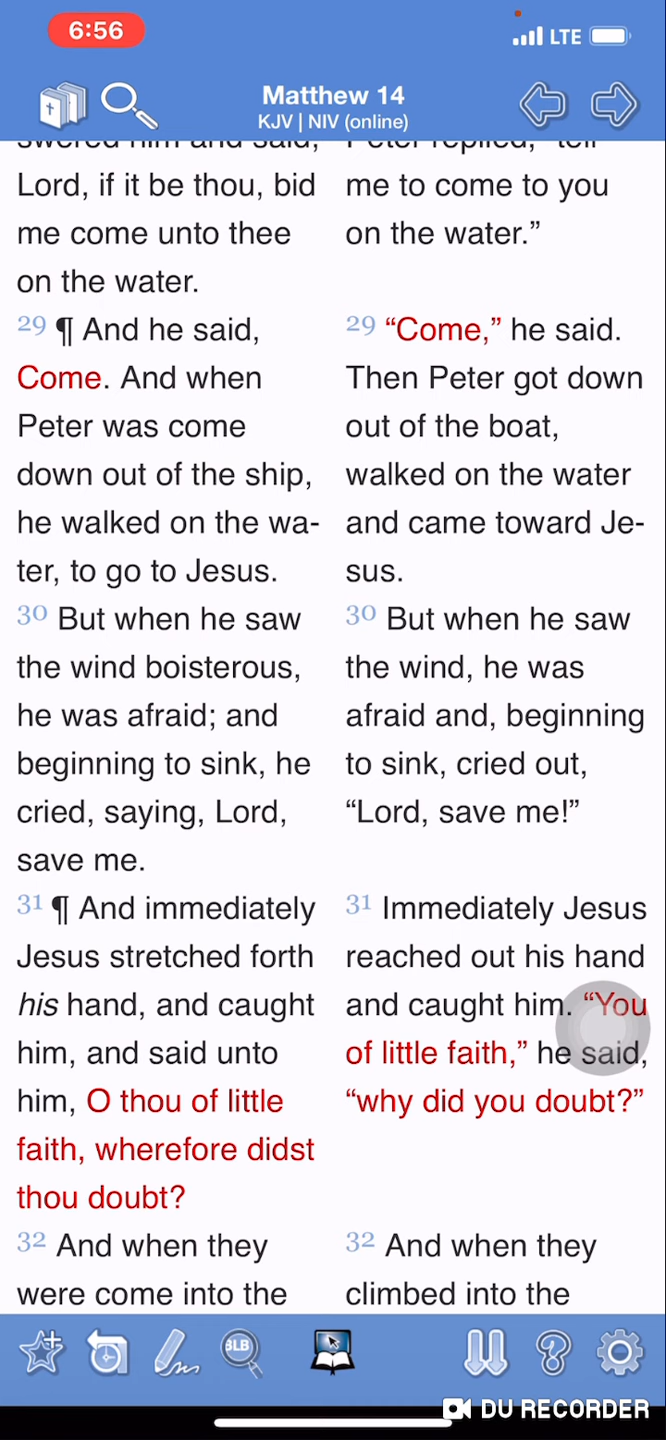 6:56
LTE
Matthew 14
KJV | NIV (online)
swered him and said,
Lord, if it be thou, bid
me come unto thee
on the water.
29 ¶ And he said,
Come. And when
Peter was come
down out of the ship,
he walked on the wa-
ter, to go to Jesus.
30 But when he saw
the wind boisterous,
he was afraid; and
beginning to sink, he
cried, saying, Lord,
save me.
31 ¶ And immediately
Jesus stretched forth
his hand, and caught
him, and said unto
him, O thou of little
faith, wherefore didst
thou doubt?
32 And when they
were come into the
Peter replied, “tell
me to come to you
on the water.”
29 “Come,” he said.
Then Peter got down
out of the boat,
walked on the water
and came toward Je-
sus.
30 But when he saw
the wind, he was
afraid and, beginning
to sink, cried out,
“Lord, save me!”
31 Immediately Jesus
reached out his hand
and caught him. “You
of little faith,” he said,
“why did you doubt?”
32 And when they
climbed into the
BLB
DU RECORDER